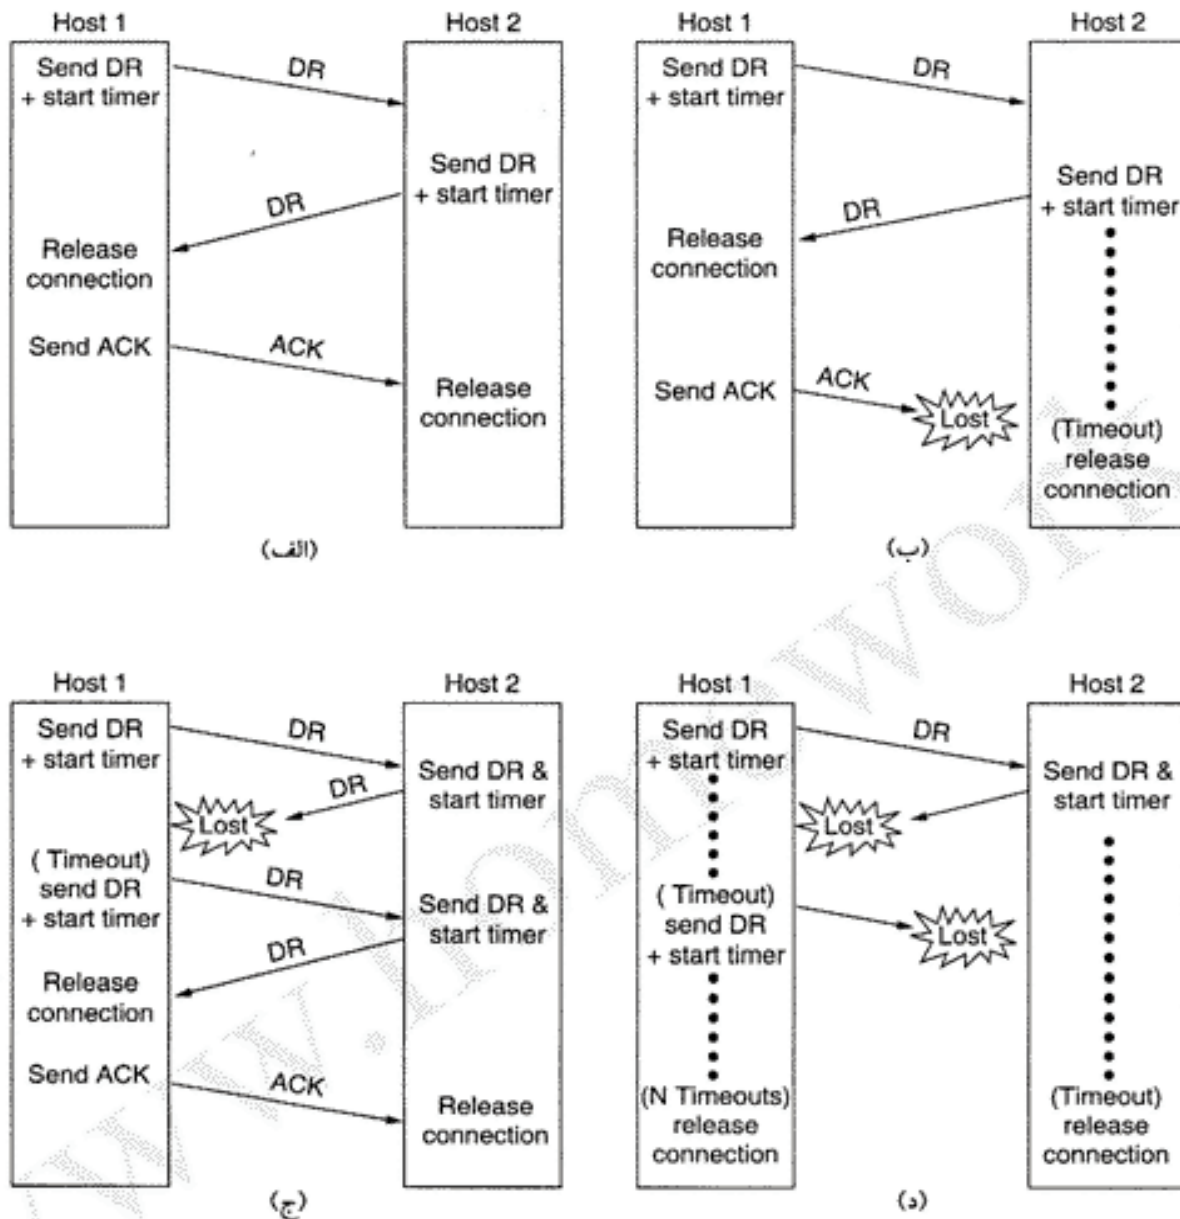 Host 1
Host 2
Send DR
+ start timer
DR
Send DR
+ start timer
DR
Release
connection
Send ACK
ACK
Release
connection
(الف)
Host 1
Host 2
Send DR
+ start timer
DR
Send DR
+ start timer
DR
Release
connection
Send ACK
ACK
Lost
(Timeout)
release
connection
(ب)
Host 1
Host 2
Send DR
+ start timer
DR
Send DR &
start timer
DR
Lost
( Timeout)
send DR
+ start timer
DR
Send DR &
start timer
DR
Release
connection
Send ACK
ACK
Release
connection
(ج)
Host 1
Host 2
Send DR
+ start timer
DR
Send DR &
start timer
Lost
( Timeout)
send DR
+ start timer
Lost
(N Timeouts)
release
connection
(Timeout)
release
connection
(د)